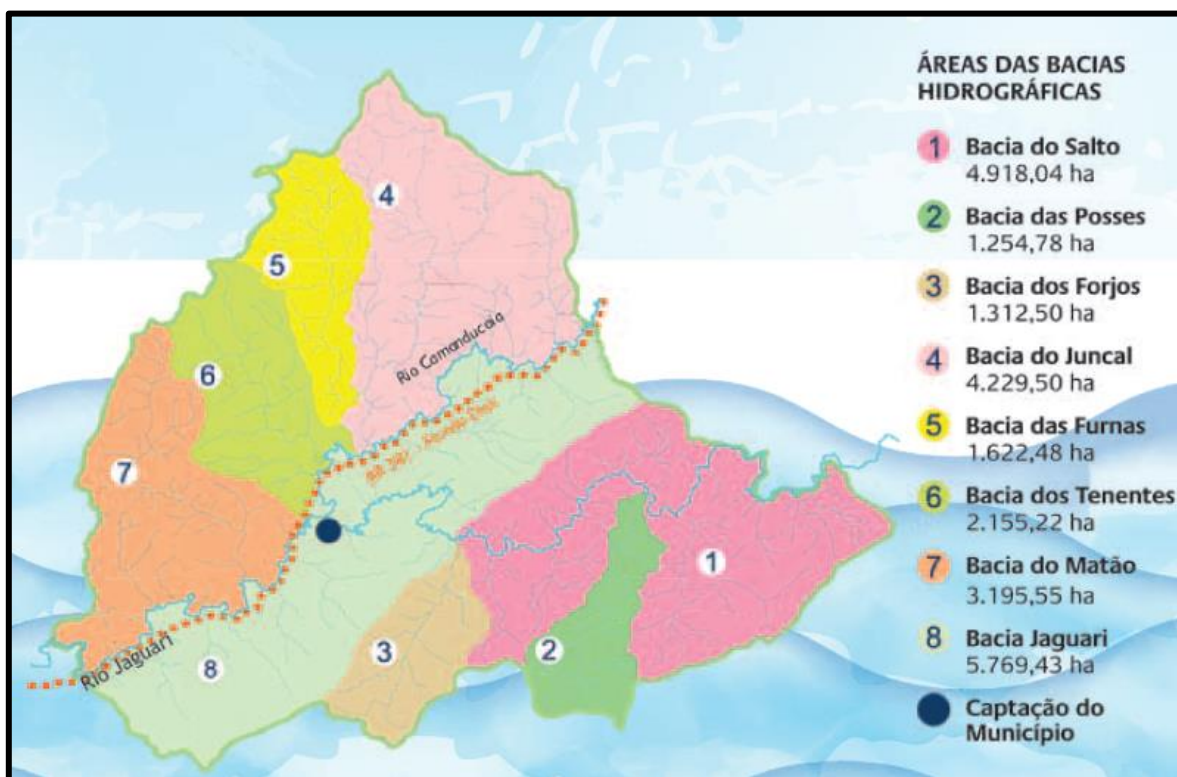 ÁREAS DAS BACIAS
HIDROGRÁFICAS
1 Bacia do Salto
4.918,04 ha
2 Bacia das Posses
1.254,78 ha
3 Bacia dos Forjos
1.312,50 ha
4 Bacia do Juncal
4.229,50 ha
5 Bacia das Furnas
1.622,48 ha
6 Bacia dos Tenentes
2.155,22 ha
7 Bacia do Matão
3.195,55 ha
8 Bacia Jaguari
5.769,43 ha
Captação do
Município
4
5
Rio Camanducaia
6
7
1
2
3
8
Rio Jaguari